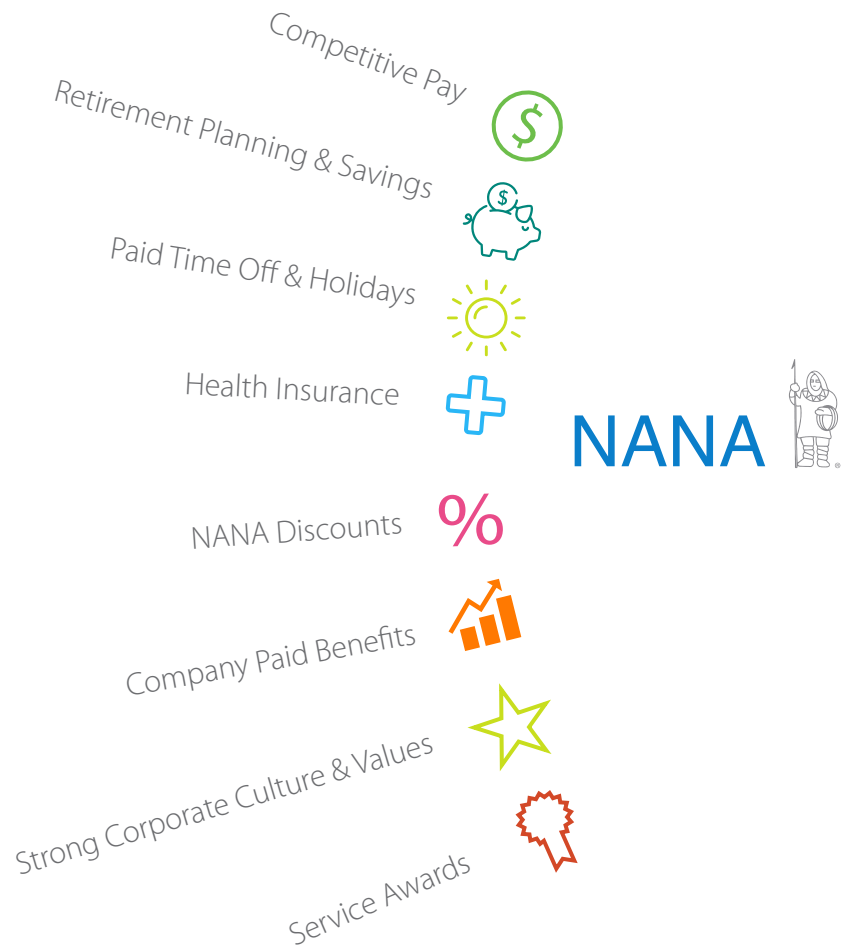 Competitive Pay
$
Retirement Planning & Savings
$
Paid Time Off & Holidays
Health Insurance
NANA
®
NANA Discounts
%
Company Paid Benefits
Strong Corporate Culture & Values
Service Awards